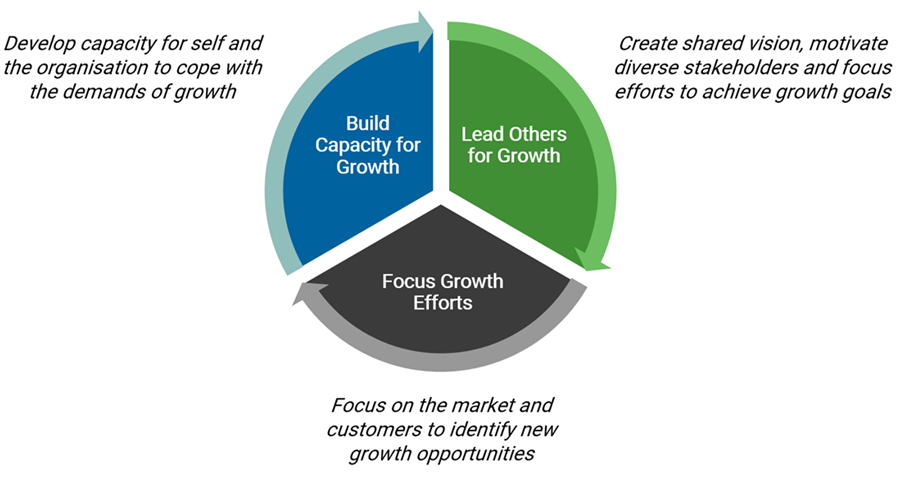 Develop capacity for self and
the organisation to cope with
the demands of growth
Build
Capacity for
Growth
Lead Others
for Growth
Create shared vision, motivate
diverse stakeholders and focus
efforts to achieve growth goals
Focus Growth
Efforts
Focus on the market and
customers to identify new
growth opportunities